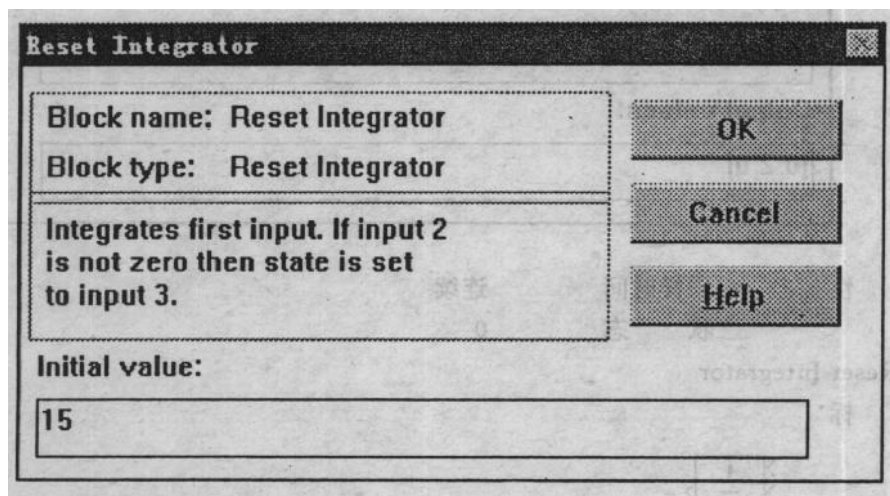 Reset Integrator
Block name: Reset Integrator
Block type: Reset Integrator
Integrates first input. If input 2
is not zero then state is set
to input 3.
OK
Cancel
Help
Initial value:
15